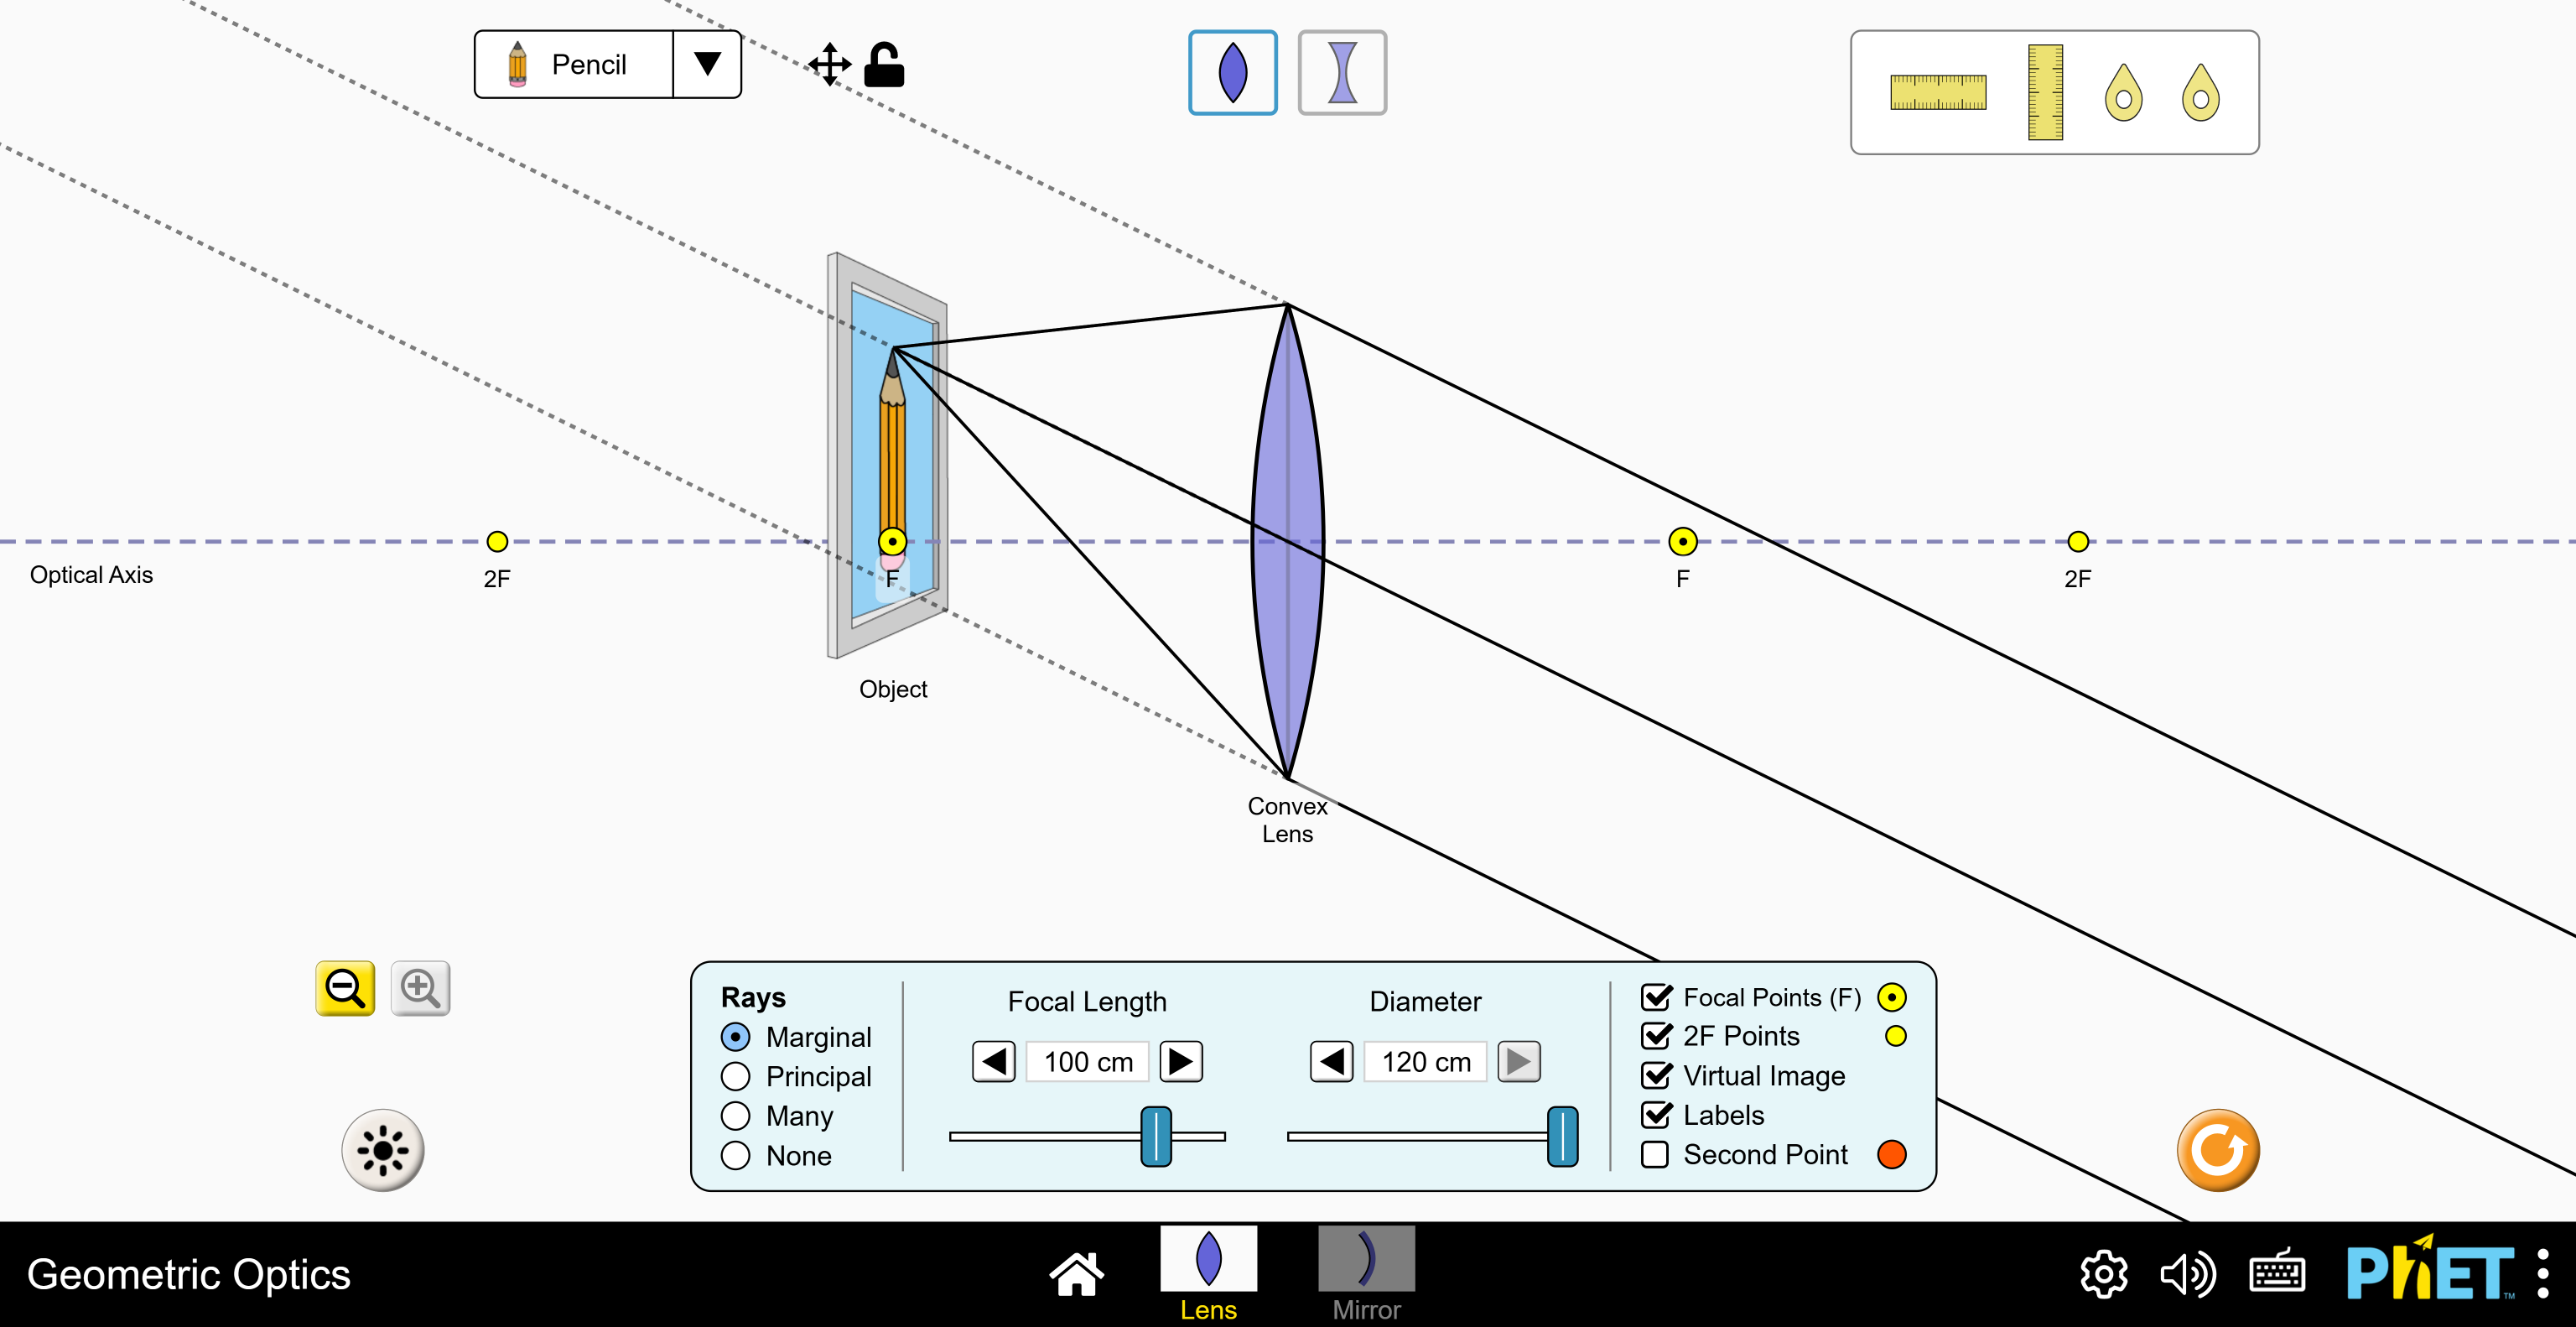 Pencil
Optical Axis
2F
F
F
2F
Object
Convex
Lens
Rays
Marginal
Principal
Many
None
Focal Length
100 cm
Diameter
120 cm
Focal Points (F)
2F Points
Virtual Image
Labels
Second Point
Geometric Optics
Lens
Mirror
PhET™